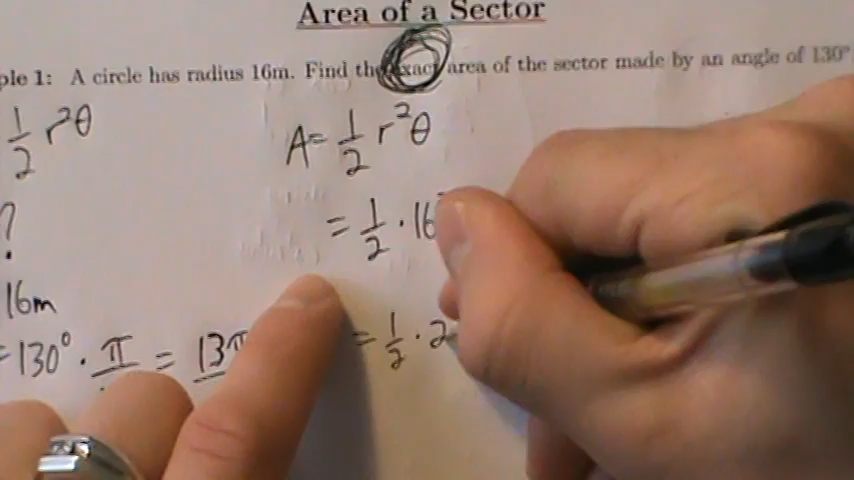 Area of a Sector
ple 1: A circle has radius 16m. Find the exact area of the sector made by an angle of 130°
1/2 r²θ
A = 1/2 r²θ
?
= 1/2 · 16
16m
= 130° · π = 13π
= 1/2 · 2